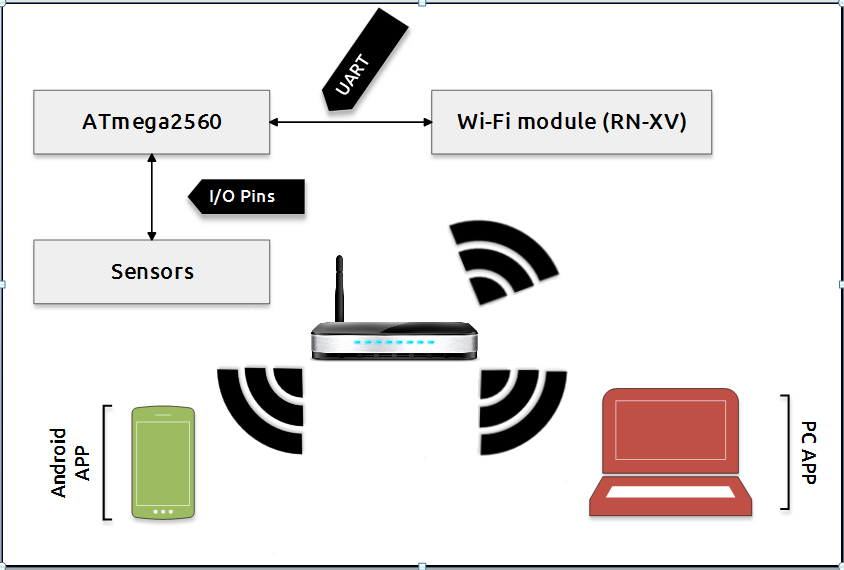 UART
ATmega2560
Wi-Fi module (RN-XV)
I/O Pins
Sensors
Android
APP
PC APP